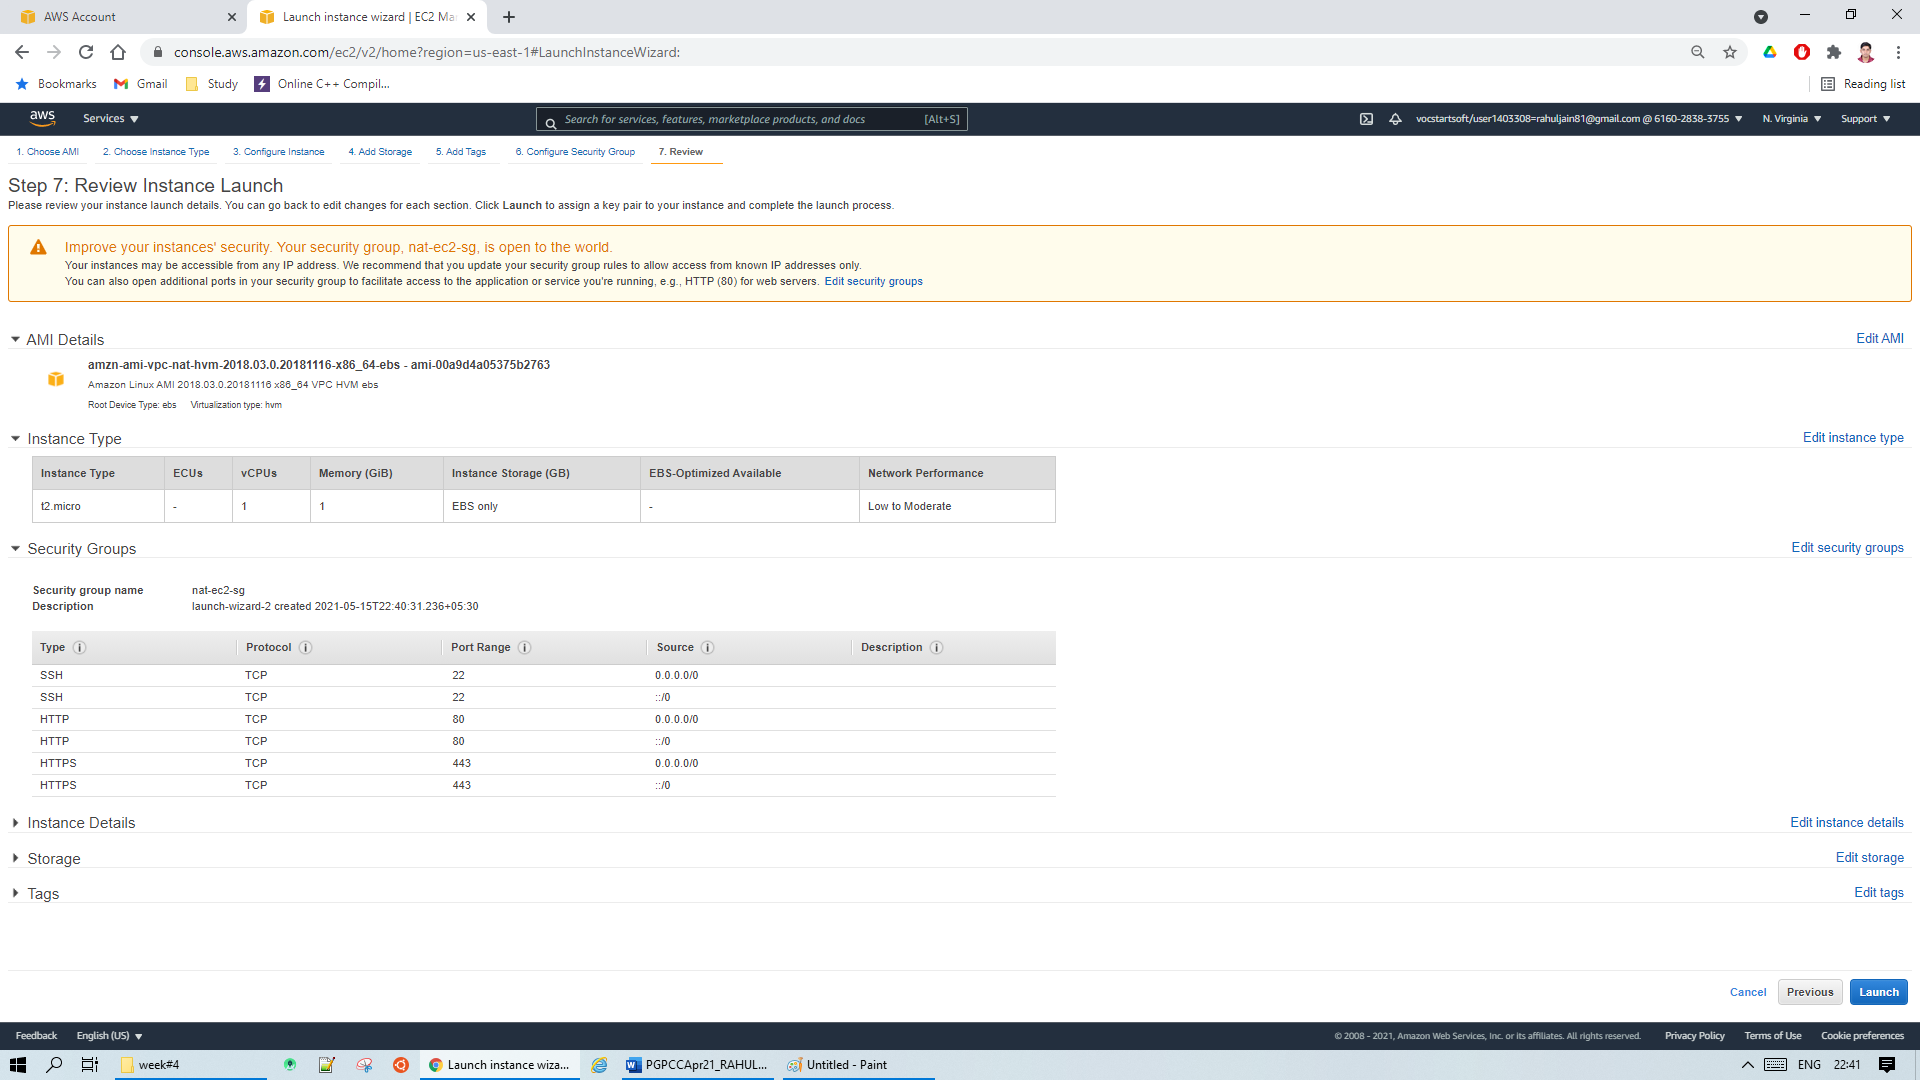 AWS Account
Launch instance wizard | EC2 Ma
console.aws.amazon.com/ec2/v2/home?region=us-east-1#LaunchInstanceWizard:
Bookmarks Gmail Study Online C++ Compil... Reading list
aws Services Search for services, features, marketplace products, and docs [Alt+S] vocstartsoft/user1403308=rahuljain81@gmail.com @ 6160-2838-3755 N. Virginia Support
1. Choose AMI 2. Choose Instance Type 3. Configure Instance 4. Add Storage 5. Add Tags 6. Configure Security Group 7. Review
Step 7: Review Instance Launch
Please review your instance launch details. You can go back to edit changes for each section. Click Launch to assign a key pair to your instance and complete the launch process.
Improve your instances' security. Your security group, nat-ec2-sg, is open to the world.
Your instances may be accessible from any IP address. We recommend that you update your security group rules to allow access from known IP addresses only.
You can also open additional ports in your security group to facilitate access to the application or service you're running, e.g., HTTP (80) for web servers. Edit security groups
AMI Details Edit AMI
amzn-ami-vpc-nat-hvm-2018.03.0.20181116-x86_64-ebs - ami-00a9d4a05375b2763
Amazon Linux AMI 2018.03.0.20181116 x86_64 VPC HVM ebs
Root Device Type: ebs Virtualization type: hvm
Instance Type Edit instance type
Instance Type ECUs vCPUs Memory (GiB) Instance Storage (GB) EBS-Optimized Available Network Performance
t2.micro - 1 1 EBS only - Low to Moderate
Security Groups Edit security groups
Security group name nat-ec2-sg
Description launch-wizard-2 created 2021-05-15T22:40:31.236+05:30
Type Protocol Port Range Source Description
SSH TCP 22 0.0.0.0/0
SSH TCP 22 ::/0
HTTP TCP 80 0.0.0.0/0
HTTP TCP 80 ::/0
HTTPS TCP 443 0.0.0.0/0
HTTPS TCP 443 ::/0
Instance Details Edit instance details
Storage Edit storage
Tags Edit tags
Cancel Previous Launch
Feedback English (US) © 2008 - 2021, Amazon Web Services, Inc. or its affiliates. All rights reserved. Privacy Policy Terms of Use Cookie preferences
week#4 Launch instance wiza... PGPCCApr21_RAHUL... Untitled - Paint ENG 22:41